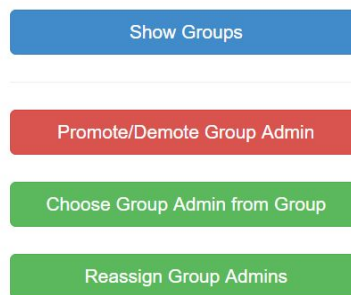 Show Groups
Promote/Demote Group Admin
Choose Group Admin from Group
Reassign Group Admins